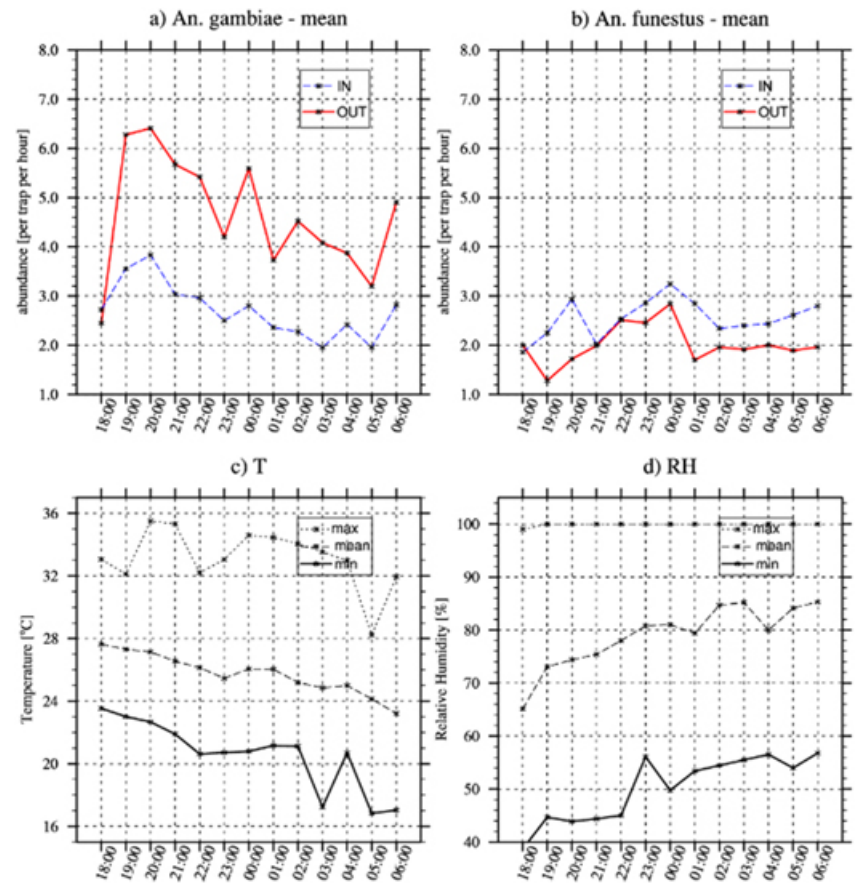 a) An. gambiae - mean
abundance [per trap per hour]
8.0
7.0
6.0
5.0
4.0
3.0
2.0
1.0
IN
OUT
18:00 19:00 20:00 21:00 22:00 23:00 00:00 01:00 02:00 03:00 04:00 05:00 06:00
b) An. funestus - mean
abundance [per trap per hour]
8.0
7.0
6.0
5.0
4.0
3.0
2.0
1.0
IN
OUT
18:00 19:00 20:00 21:00 22:00 23:00 00:00 01:00 02:00 03:00 04:00 05:00 06:00
c) T
Temperature [°C]
36
32
28
24
20
16
max
mean
min
18:00 19:00 20:00 21:00 22:00 23:00 00:00 01:00 02:00 03:00 04:00 05:00 06:00
d) RH
Relative Humidity [%]
100
90
80
70
60
50
40
max
mean
min
18:00 19:00 20:00 21:00 22:00 23:00 00:00 01:00 02:00 03:00 04:00 05:00 06:00